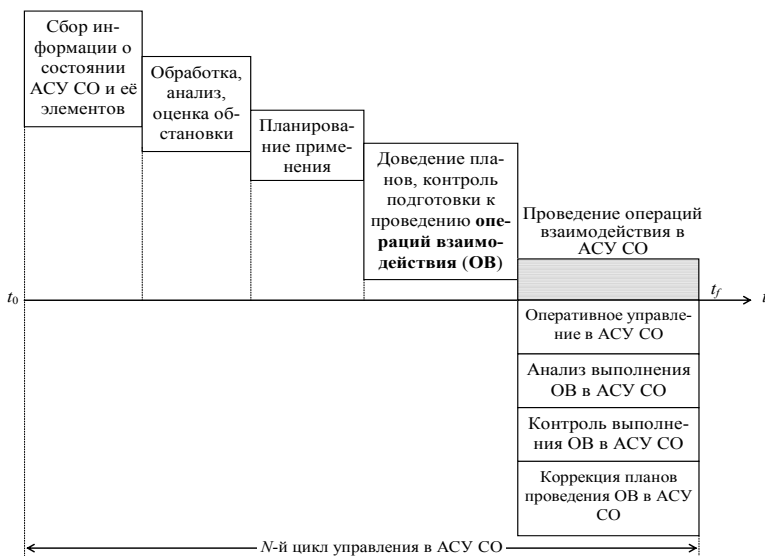 Сбор ин-
формации о
состоянии
АСУ СО и её
элементов
Обработка,
анализ,
оценка об-
становки
Планирова-
ние приме-
нения
Доведение пла-
нов, контроль
подготовки к
проведению опе-
раций взаимо-
действия (ОВ)
Проведение операций
взаимодействия в
АСУ СО
t0
tf
t
Оперативное управле-
ние в АСУ СО
Анализ выполнения
ОВ в АСУ СО
Контроль выполне-
ния ОВ в АСУ СО
Коррекция планов
проведения ОВ в АСУ
СО
N-й цикл управления в АСУ СО